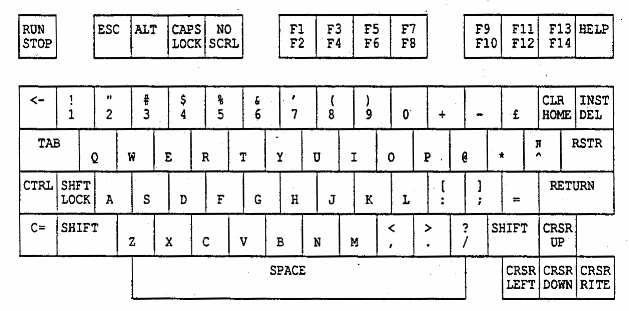 RUN ESC ALT CAPS NO F1 F3 F5 F7 F9 F11 F13 HELP
STOP LOCK SCRL F2 F4 F6 F8 F10 F12 F14
<- ! " # $ % & ' ( ) CLR INST
1 2 3 4 5 6 7 8 9 0 + - £ HOME DEL
TAB π RSTR
Q W E R T Y U I O P @ * ^
CTRL SHFT [ ] RETURN
LOCK A S D F G H J K L : ; =
C= SHIFT < > ? SHIFT CRSR
Z X C V B N M , . / UP
SPACE CRSR CRSR CRSR
LEFT DOWN RITE